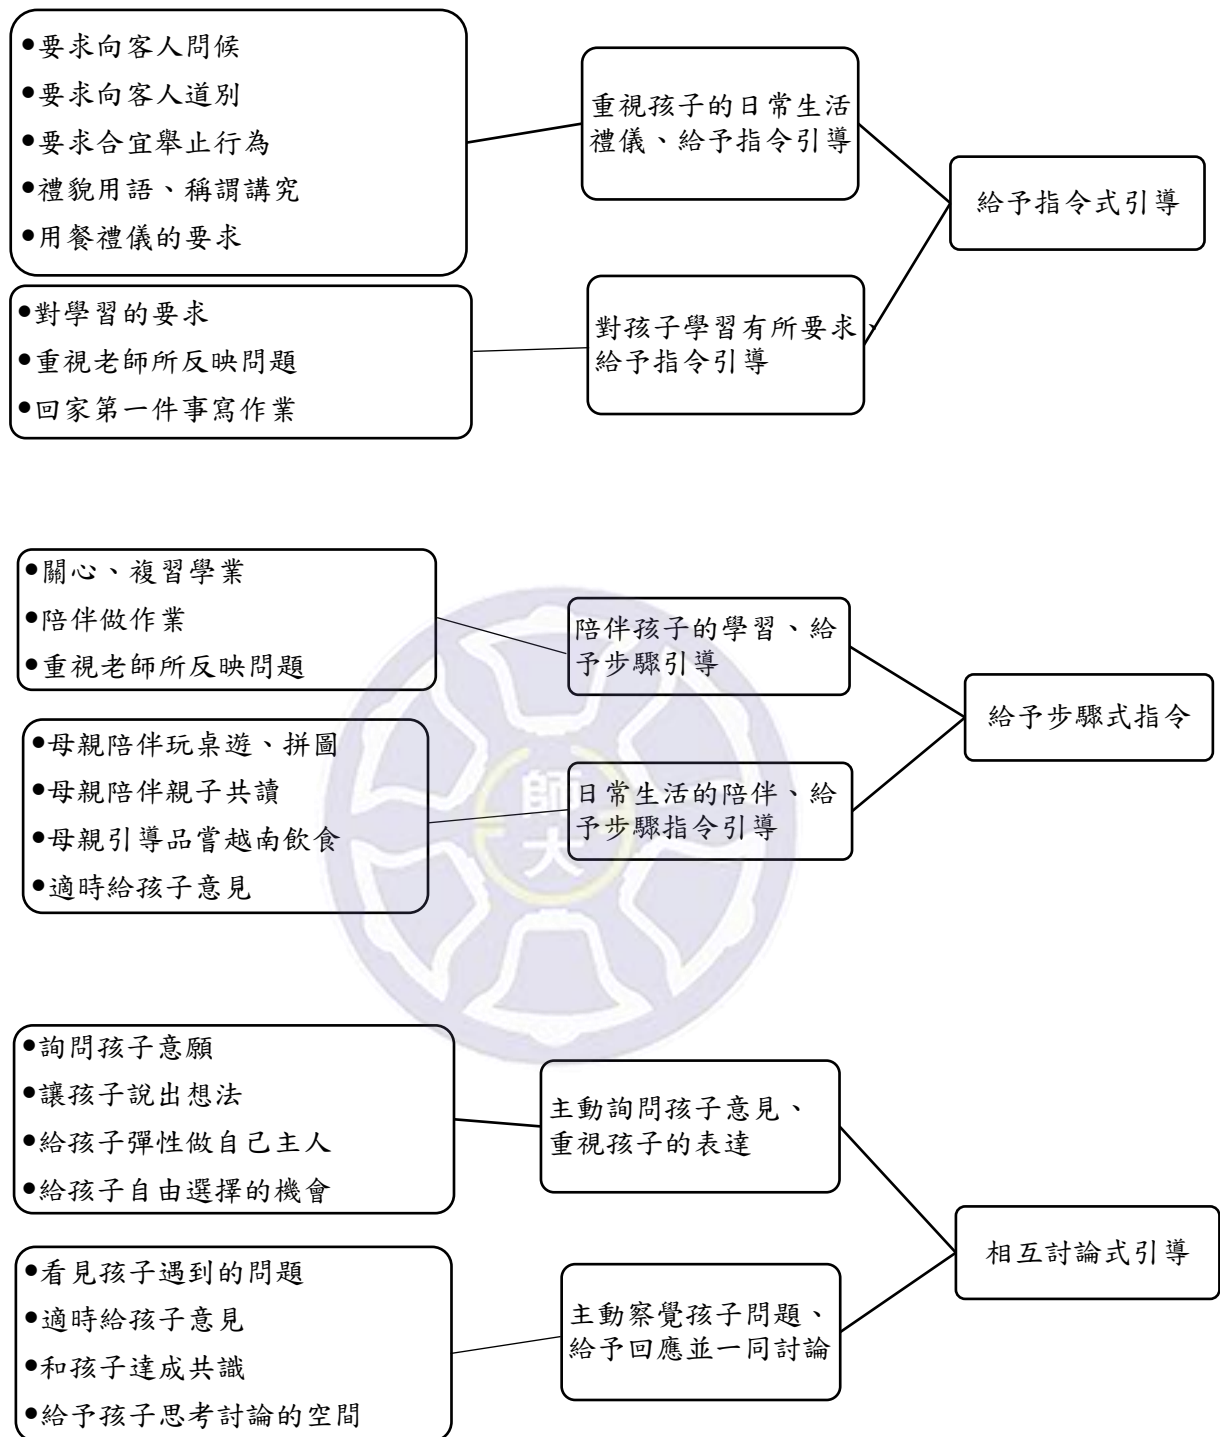 ●要求向客人問候
●要求向客人道別
●要求合宜舉止行為
●禮貌用語、稱謂講究
●用餐禮儀的要求
重視孩子的日常生活
禮儀、給予指令引導
給予指令式引導
●對學習的要求
●重視老師所反映問題
●回家第一件事寫作業
對孩子學習有所要求、
給予指令引導
●關心、複習學業
●陪伴做作業
●重視老師所反映問題
陪伴孩子的學習、給
予步驟引導
給予步驟式指令
●母親陪伴玩桌遊、拼圖
●母親陪伴親子共讀
●母親引導品嘗越南飲食
●適時給孩子意見
日常生活的陪伴、給
予步驟指令引導
師大
●詢問孩子意願
●讓孩子說出想法
●給孩子彈性做自己主人
●給孩子自由選擇的機會
主動詢問孩子意見、
重視孩子的表達
相互討論式引導
●看見孩子遇到的問題
●適時給孩子意見
●和孩子達成共識
●給予孩子思考討論的空間
主動察覺孩子問題、
給予回應並一同討論